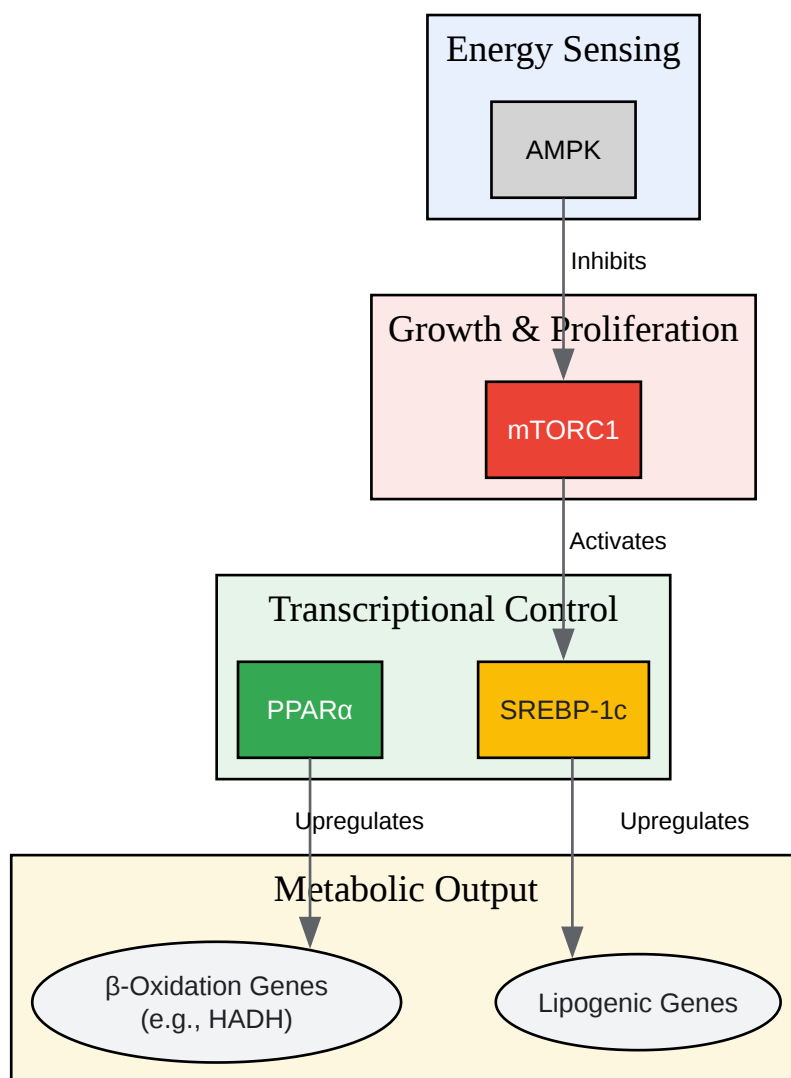 Energy Sensing
AMPK
Inhibits
Growth & Proliferation
mTORC1
Activates
Transcriptional Control
PPARα
SREBP-1c
Upregulates
Upregulates
Metabolic Output
β-Oxidation Genes
(e.g., HADH)
Lipogenic Genes